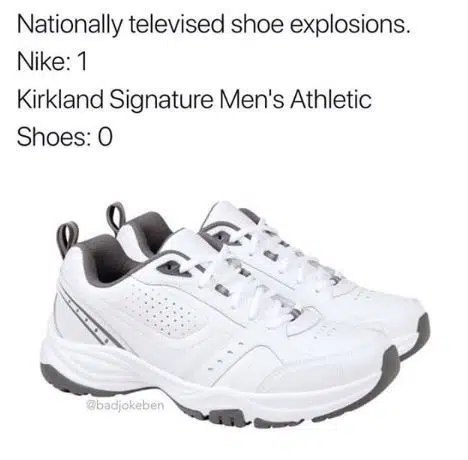 Nationally televised shoe explosions.
Nike: 1
Kirkland Signature Men's Athletic
Shoes: 0
@badjokeben